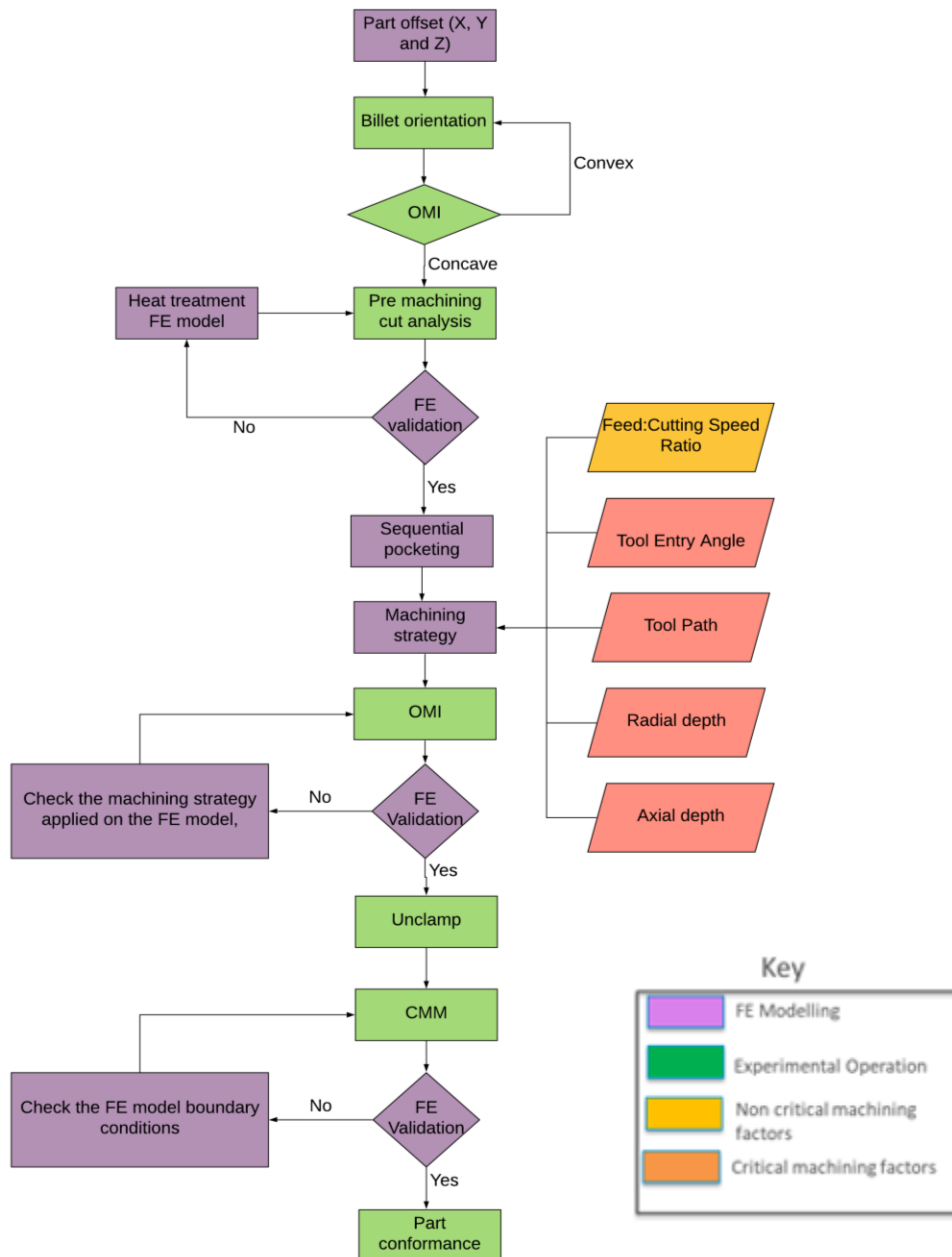 Part offset (X, Y
and Z)
Billet orientation
Convex
OMI
Concave
Heat treatment
FE model
Pre machining
cut analysis
FE
validation
No
Yes
Feed:Cutting Speed
Ratio
Sequential
pocketing
Tool Entry Angle
Machining
strategy
Tool Path
OMI
Radial depth
Check the machining strategy
applied on the FE model,
No
FE
Validation
Axial depth
Yes
Unclamp
CMM
Check the FE model boundary
conditions
No
FE
Validation
Yes
Part
conformance
Key
FE Modelling
Experimental Operation
Non critical machining
factors
Critical machining factors